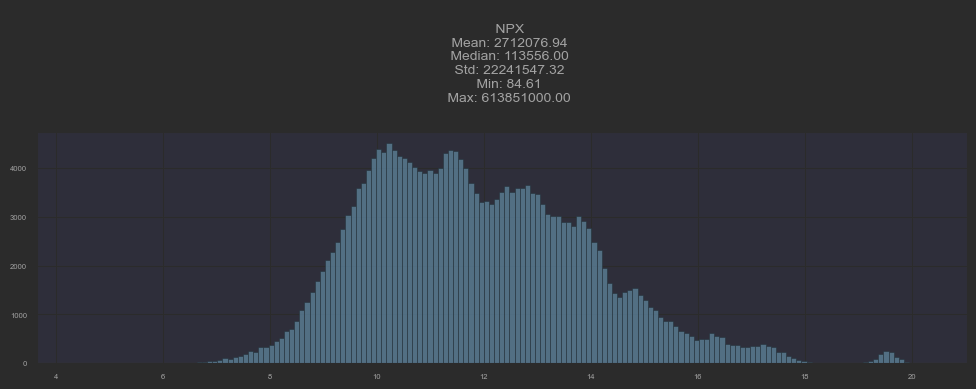 NPX
Mean: 2712076.94
Median: 113556.00
Std: 22241547.32
Min: 84.61
Max: 613851000.00
4000
3000
2000
1000
0
4 6 8 10 12 14 16 18 20